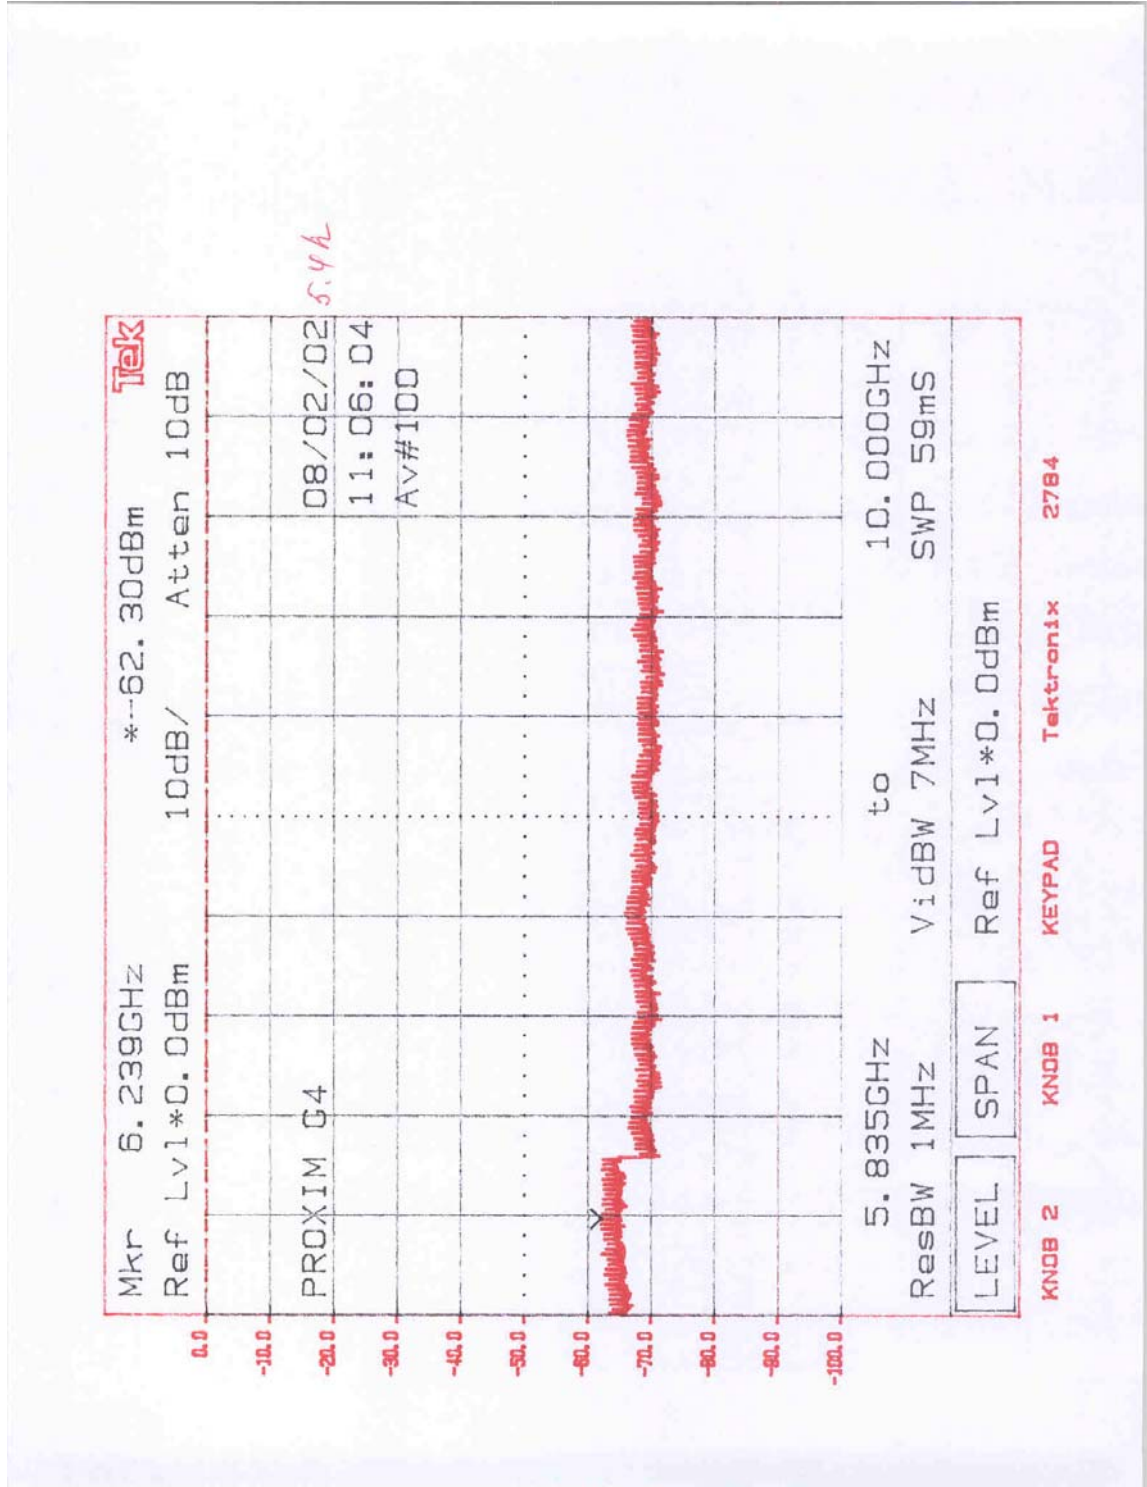 Mkr 6.239GHz *-62.30dBm Tek
Ref Lvl*0.0dBm 10dB/ Atten 10dB
0.0
-10.0
PROXIM G4 08/02/02 5.4h
-20.0
11:06:04
-30.0
Av#100
-40.0
-50.0
-60.0
-70.0
-80.0
-90.0
-100.0
5.835GHz to 10.000GHz
ResBW 1MHz VidBW 7MHz SWP 59mS
LEVEL SPAN Ref Lvl*0.0dBm
KNOB 2 KNOB 1 KEYPAD Tektronix 2784